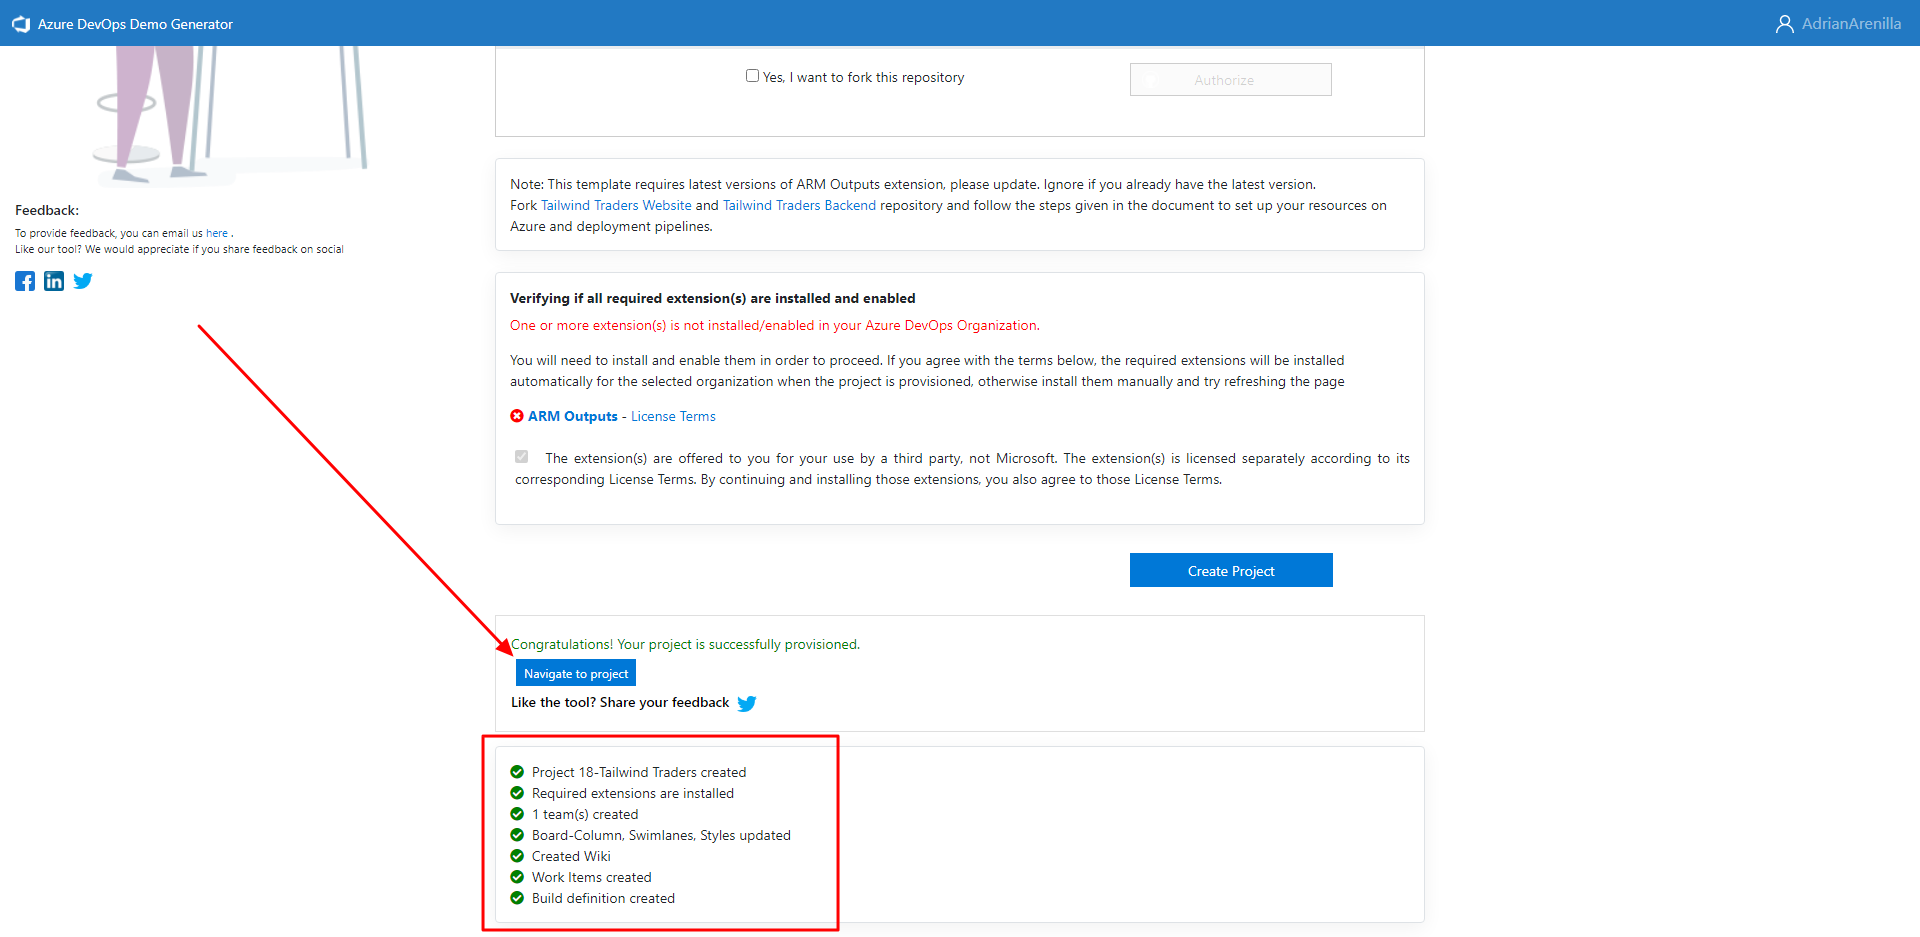 Azure DevOps Demo Generator
AdrianArenilla
Yes, I want to fork this repository
Authorize
Feedback:
To provide feedback, you can email us here .
Like our tool? We would appreciate if you share feedback on social
Note: This template requires latest versions of ARM Outputs extension, please update. Ignore if you already have the latest version.
Fork Tailwind Traders Website and Tailwind Traders Backend repository and follow the steps given in the document to set up your resources on
Azure and deployment pipelines.
Verifying if all required extension(s) are installed and enabled
One or more extension(s) is not installed/enabled in your Azure DevOps Organization.
You will need to install and enable them in order to proceed. If you agree with the terms below, the required extensions will be installed
automatically for the selected organization when the project is provisioned, otherwise install them manually and try refreshing the page
ARM Outputs - License Terms
The extension(s) are offered to you for your use by a third party, not Microsoft. The extension(s) is licensed separately according to its
corresponding License Terms. By continuing and installing those extensions, you also agree to those License Terms.
Create Project
Congratulations! Your project is successfully provisioned.
Navigate to project
Like the tool? Share your feedback
Project 18-Tailwind Traders created
Required extensions are installed
1 team(s) created
Board-Column, Swimlanes, Styles updated
Created Wiki
Work Items created
Build definition created